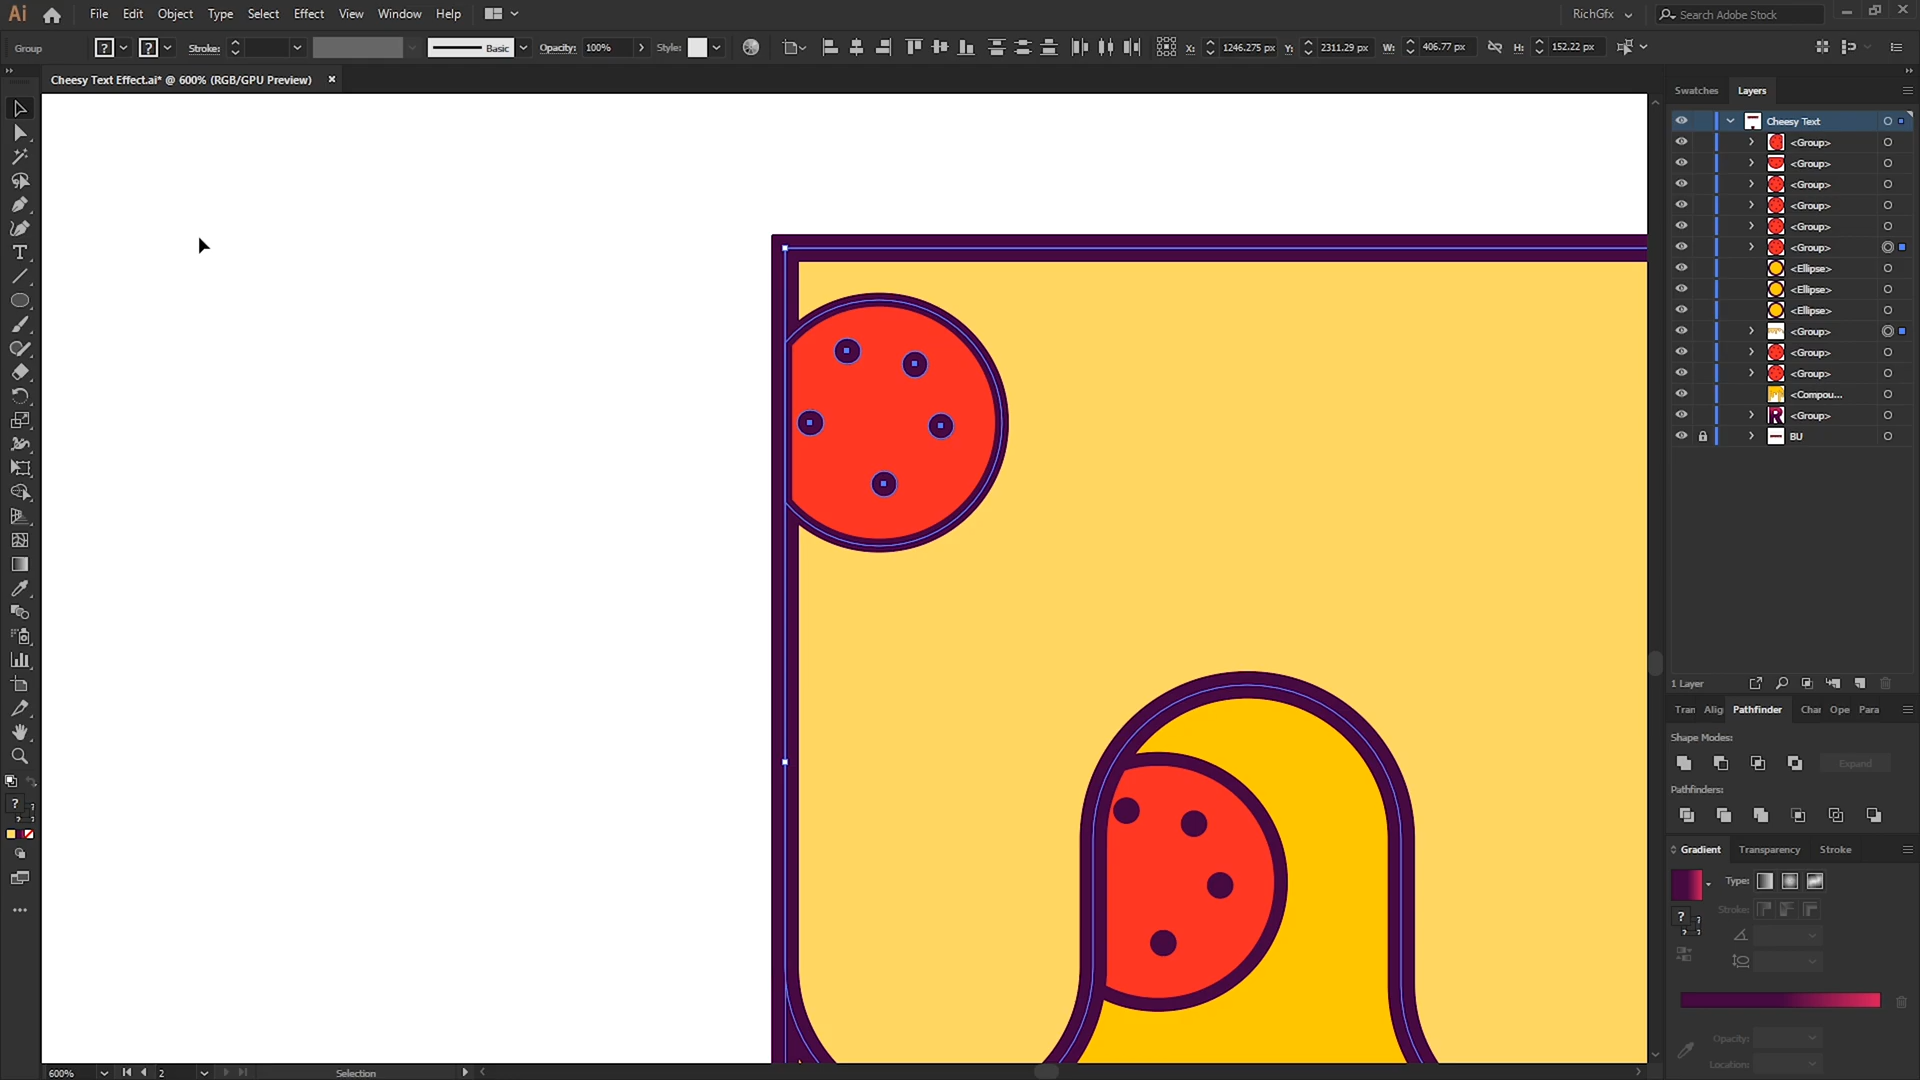 Ai File Edit Object Type Select Effect View Window Help RichGfx Search Adobe Stock
Group ? ? Stroke: Basic Opacity: 100% Style: X: 1246.275 px Y: 2311.29 px W: 406.77 px H: 152.22 px
Cheesy Text Effect.ai* @ 600% (RGB/GPU Preview) ×
Swatches Layers
Cheesy Text
<Group>
<Group>
<Group>
<Group>
<Group>
<Group>
<Ellipse>
<Ellipse>
<Ellipse>
<Group>
<Group>
<Group>
<Compou...
R <Group>
BU
1 Layer
Tran Alig Pathfinder Char Ope Para
Shape Modes:
Expand
Pathfinders:
Gradient Transparency Stroke
Type:
Stroke:
?
?
Opacity:
Location:
600% 2 Selection